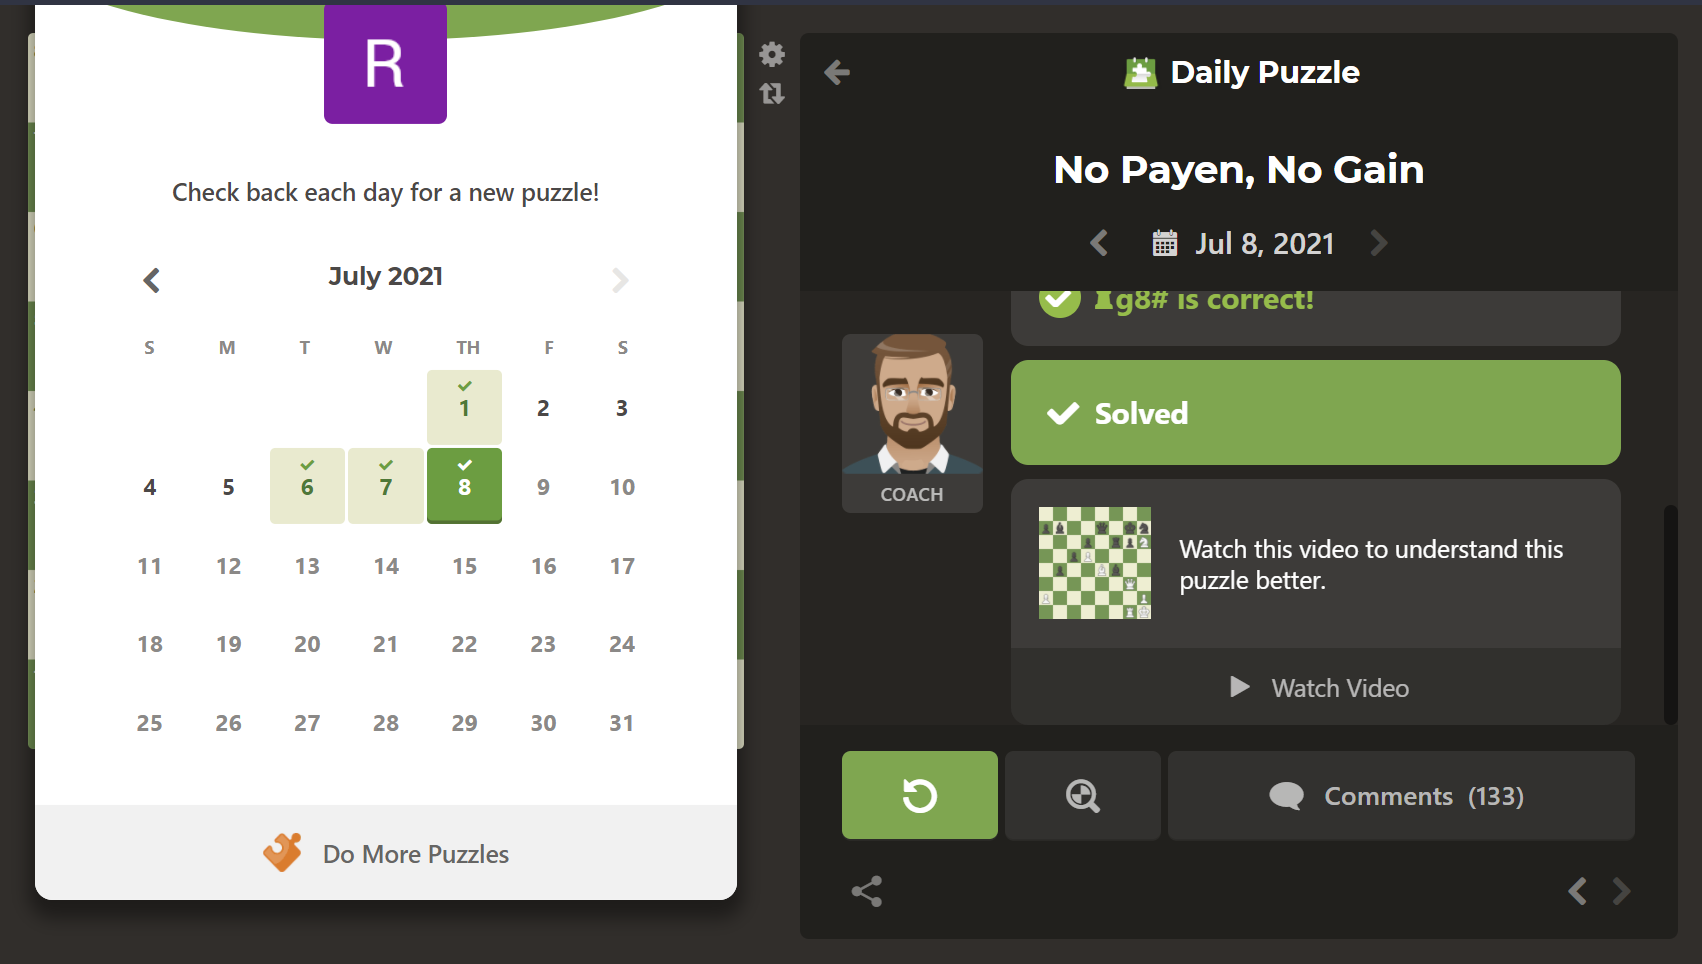 R
Check back each day for a new puzzle!
July 2021
S M T W TH F S
1 2 3
4 5 6 7 8 9 10
11 12 13 14 15 16 17
18 19 20 21 22 23 24
25 26 27 28 29 30 31
Do More Puzzles
Daily Puzzle
No Payen, No Gain
Jul 8, 2021
g8# is correct!
COACH
Solved
Watch this video to understand this
puzzle better.
Watch Video
Comments (133)